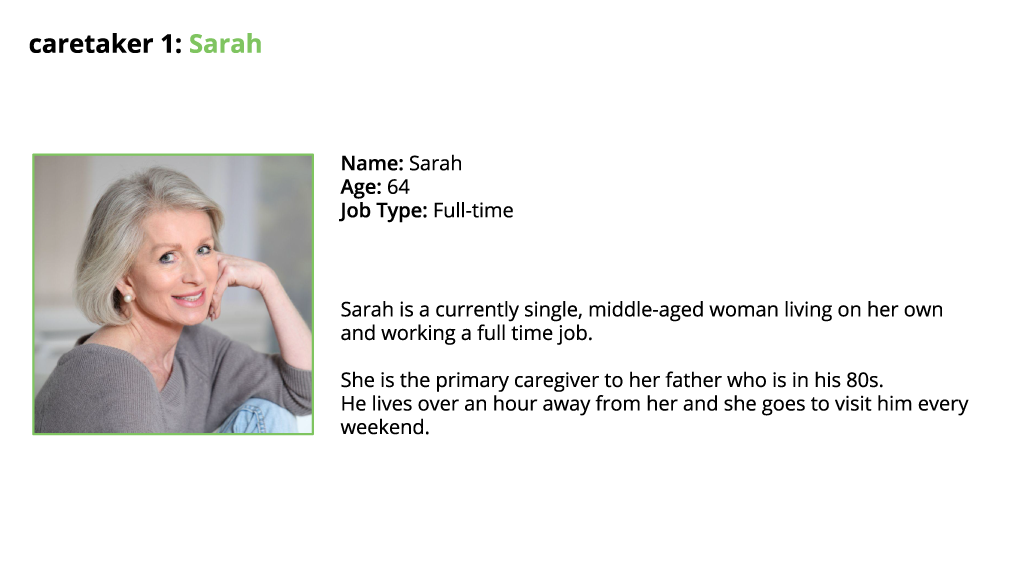 caretaker 1: Sarah
Name: Sarah
Age: 64
Job Type: Full-time
Sarah is a currently single, middle-aged woman living on her own
and working a full time job.
She is the primary caregiver to her father who is in his 80s.
He lives over an hour away from her and she goes to visit him every
weekend.